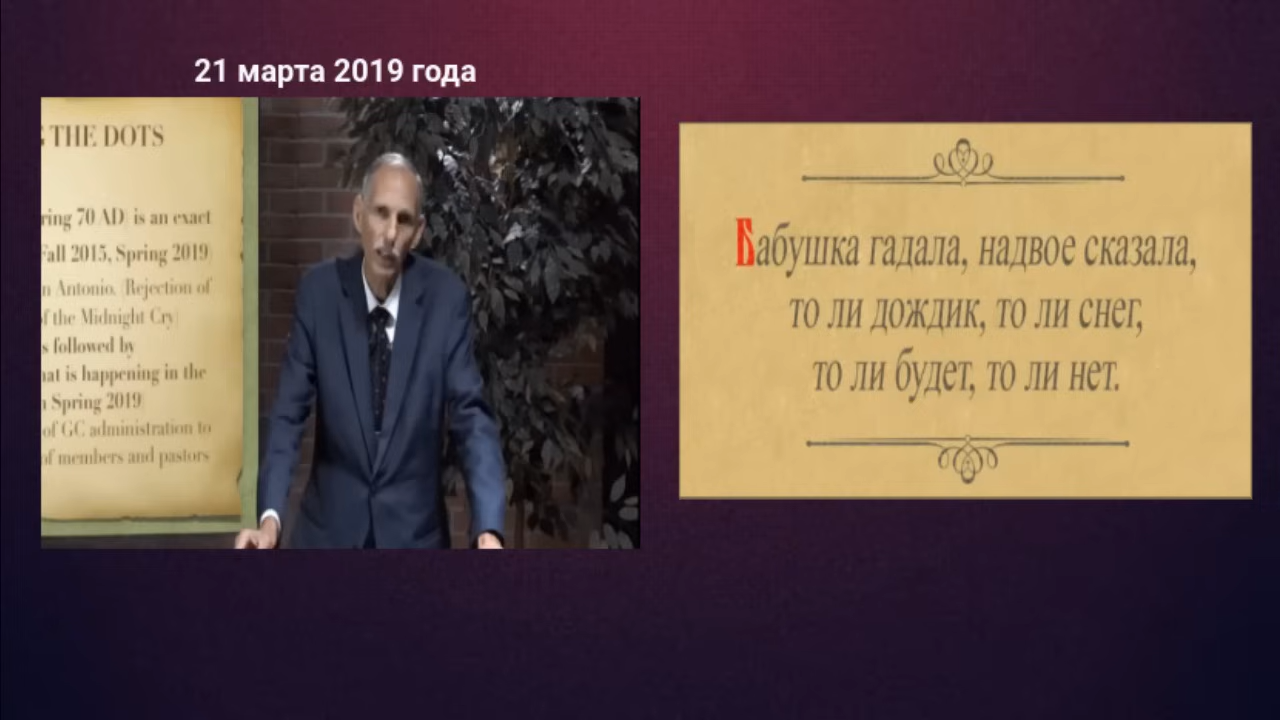 21 марта 2019 года
THE DOTS
70 AD) is an exact
Fall 2015, Spring 2019)
Antonio. (Rejection of
of the Midnight Cry)
followed by
is happening in the
Spring 2019)
of GC administration to
of members and pastors
Бабушка гадала, надвое сказала,
то ли дождик, то ли снег,
то ли будет, то ли нет.